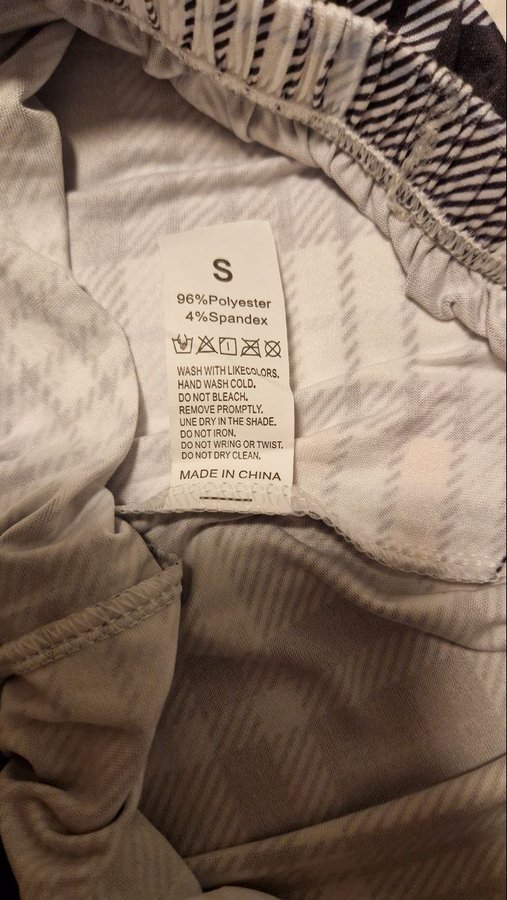 S
96%Polyester
4%Spandex
WASH WITH LIKECOLORS.
HAND WASH COLD.
DO NOT BLEACH.
REMOVE PROMPTLY.
UNE DRY IN THE SHADE.
DO NOT IRON.
DO NOT WRING OR TWIST.
DO NOT DRY CLEAN.
MADE IN CHINA